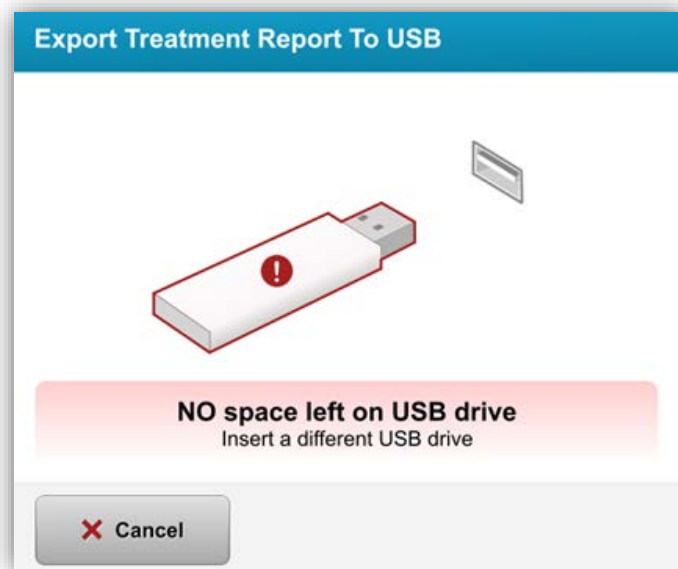 Export Treatment Report To USB
NO space left on USB drive
Insert a different USB drive
Cancel